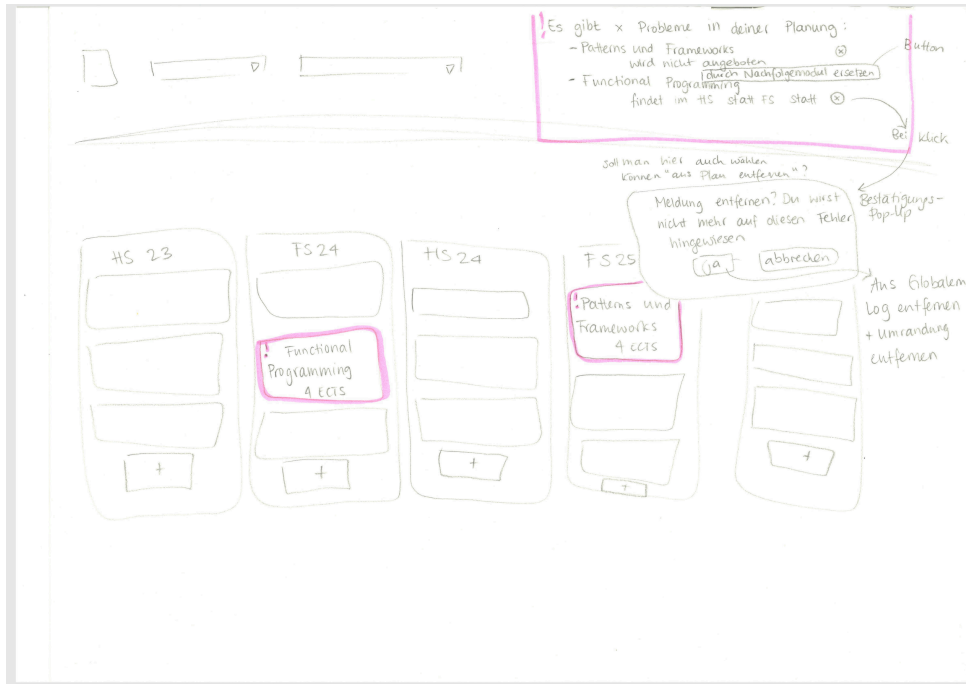 ! Es gibt x Probleme in deiner Planung:
- Patterns und Frameworks
wird nicht angeboten
Button
durch Nachfolgemodul ersetzen
- Functional Programming
findet im HS statt FS statt
Bei Klick
soll man hier auch wählen
können "aus Plan entfernen"?
Meldung entfernen? Du wirst
nicht mehr auf diesen Fehler
hingewiesen
ja
abbrechen
Bestätigungs-
Pop-Up
Aus Globalem
Log entfernen
+ Umrandung
entfernen
HS 23
FS 24
HS 24
FS 25
! Functional
Programming
4 ECTS
! Patterns und
Frameworks
4 ECTS
+
+
+
+
+